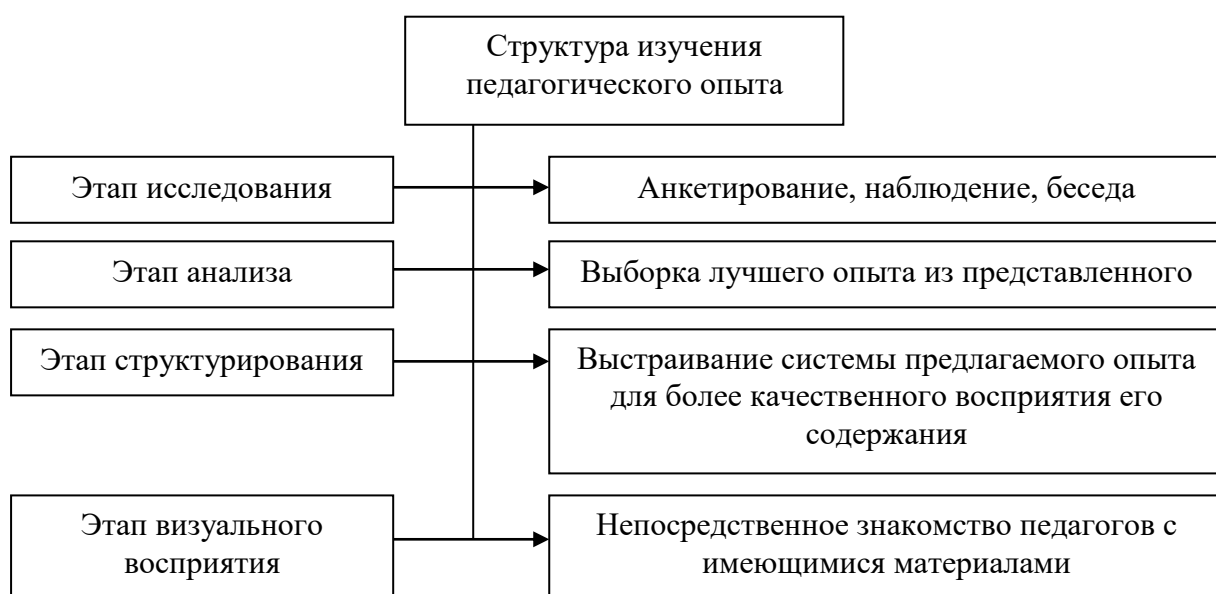 Структура изучения
педагогического опыта
Этап исследования
Анкетирование, наблюдение, беседа
Этап анализа
Выборка лучшего опыта из представленного
Этап структурирования
Выстраивание системы предлагаемого опыта
для более качественного восприятия его
содержания
Этап визуального
восприятия
Непосредственное знакомство педагогов с
имеющимися материалами